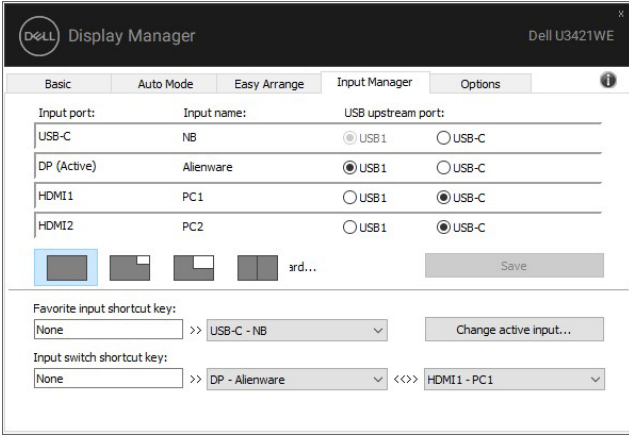 x
DELL Display Manager Dell U3421WE
Basic Auto Mode Easy Arrange Input Manager Options i
Input port: Input name: USB upstream port:
USB-C NB USB1 USB-C
DP (Active) Alienware USB1 USB-C
HDMI1 PC1 USB1 USB-C
HDMI2 PC2 USB1 USB-C
ard... Save
Favorite input shortcut key:
None >> USB-C - NB Change active input...
Input switch shortcut key:
None >> DP - Alienware <<>> HDMI1 - PC1